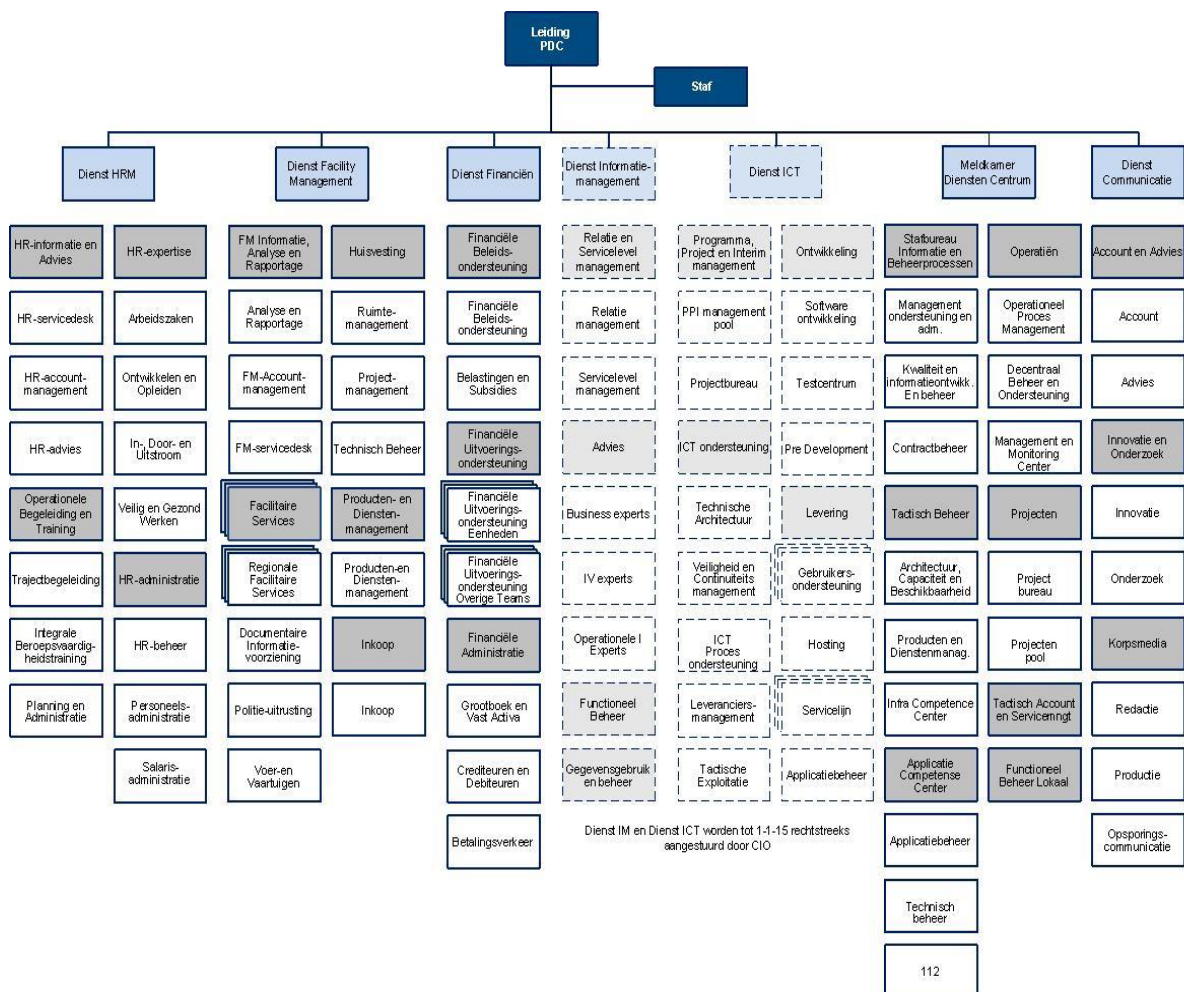 Leiding
PDC
Staf
Dienst HRM
Dienst Facility
Management
Dienst Financiën
Dienst Informatie-
management
Dienst ICT
Meldkamer
Diensten Centrum
Dienst
Communicatie
HR-informatie en
Advies
HR-servicedesk
HR-account-
management
HR-advies
Operationele
Begeleiding en
Training
Trajectbegeleiding
Integrale
Beroepsvaardig-
heidstraining
Planning en
Administratie
HR-expertise
Arbeidszaken
Ontwikkelen en
Opleiden
In-, Door- en
Uitstroom
Veilig en Gezond
Werken
HR-administratie
HR-beheer
Personeels-
administratie
Salaris-
administratie
FM Informatie,
Analyse en
Rapportage
Analyse en
Rapportage
FM-Account-
management
FM-servicedesk
Facilitaire
Services
Regionale
Facilitaire
Services
Documentaire
Informatie-
voorziening
Politie-uitrusting
Voer-en
Vaartuigen
Huisvesting
Ruimte-
management
Project-
management
Technisch Beheer
Producten- en
Diensten-
management
Producten-en
Diensten-
management
Inkoop
Inkoop
Financiële
Beleids-
ondersteuning
Financiële
Beleids-
ondersteuning
Belastingen en
Subsidies
Financiële
Uitvoerings-
ondersteuning
Financiële
Uitvoerings-
ondersteuning
Eenheden
Financiële
Uitvoerings-
ondersteuning
Overige Teams
Financiële
Administratie
Grootboek en
Vast Activa
Crediteuren en
Debiteuren
Betalingsverkeer
Relatie en
Servicelevel
management
Relatie
management
Servicelevel
management
Advies
Business experts
IV experts
Operationele I
Experts
Functioneel
Beheer
Gegevensgebruik
en beheer
Programma,
Project en Interim
management
PPI management
pool
Projectbureau
ICT ondersteuning
Technische
Architectuur
Veiligheid en
Continuiteits
management
ICT
Proces
ondersteuning
Leveranciers-
management
Tactische
Exploitatie
Ontwikkeling
Software
ontwikkeling
Testcentrum
Pre Development
Levering
Gebruikers-
ondersteuning
Hosting
Servicelijn
Applicatiebeheer
Dienst IM en Dienst ICT worden tot 1-1-15 rechtstreeks
aangestuurd door CIO
Stafbureau
Informatie en
Beheerprocessen
Management
ondersteuning en
adm.
Kwaliteit en
informatieontwikk.
En beheer
Contractbeheer
Tactisch Beheer
Architectuur,
Capaciteit en
Beschikbaarheid
Producten en
Dienstenmanag.
Infra Competence
Center
Applicatie
Competense
Center
Applicatiebeheer
Technisch
beheer
112
Operatiën
Operationeel
Proces
Management
Decentraal
Beheer en
Ondersteuning
Management en
Monitoring
Center
Projecten
Project
bureau
Projecten
pool
Tactisch Account
en Servicemngt
Functioneel
Beheer Lokaal
Account en Advies
Account
Advies
Innovatie en
Onderzoek
Innovatie
Onderzoek
Korpsmedia
Redactie
Productie
Opsporings-
communicatie